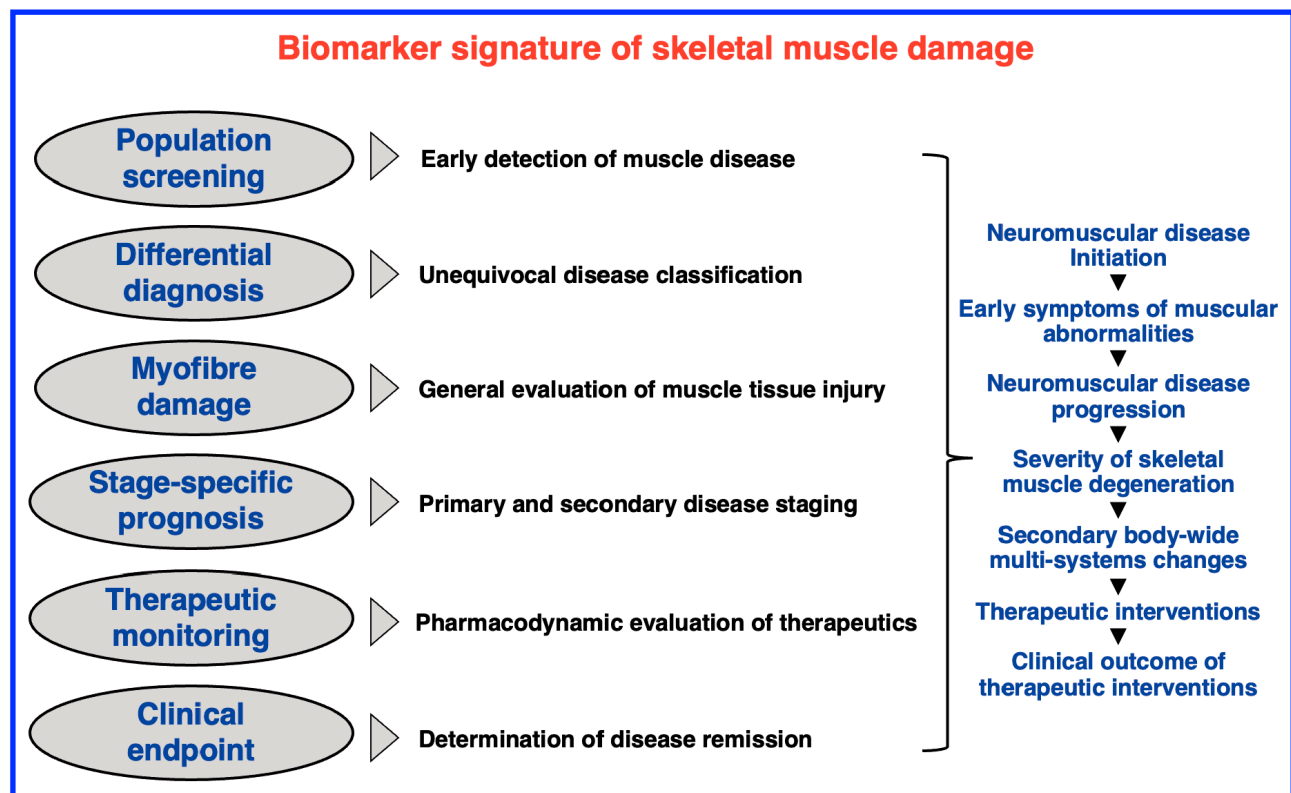 Biomarker signature of skeletal muscle damage
Population
screening
Early detection of muscle disease
Differential
diagnosis
Unequivocal disease classification
Myofibre
damage
General evaluation of muscle tissue injury
Stage-specific
prognosis
Primary and secondary disease staging
Therapeutic
monitoring
Pharmacodynamic evaluation of therapeutics
Clinical
endpoint
Determination of disease remission
Neuromuscular disease
Initiation
Early symptoms of muscular
abnormalities
Neuromuscular disease
progression
Severity of skeletal
muscle degeneration
Secondary body-wide
multi-systems changes
Therapeutic interventions
Clinical outcome of
therapeutic interventions